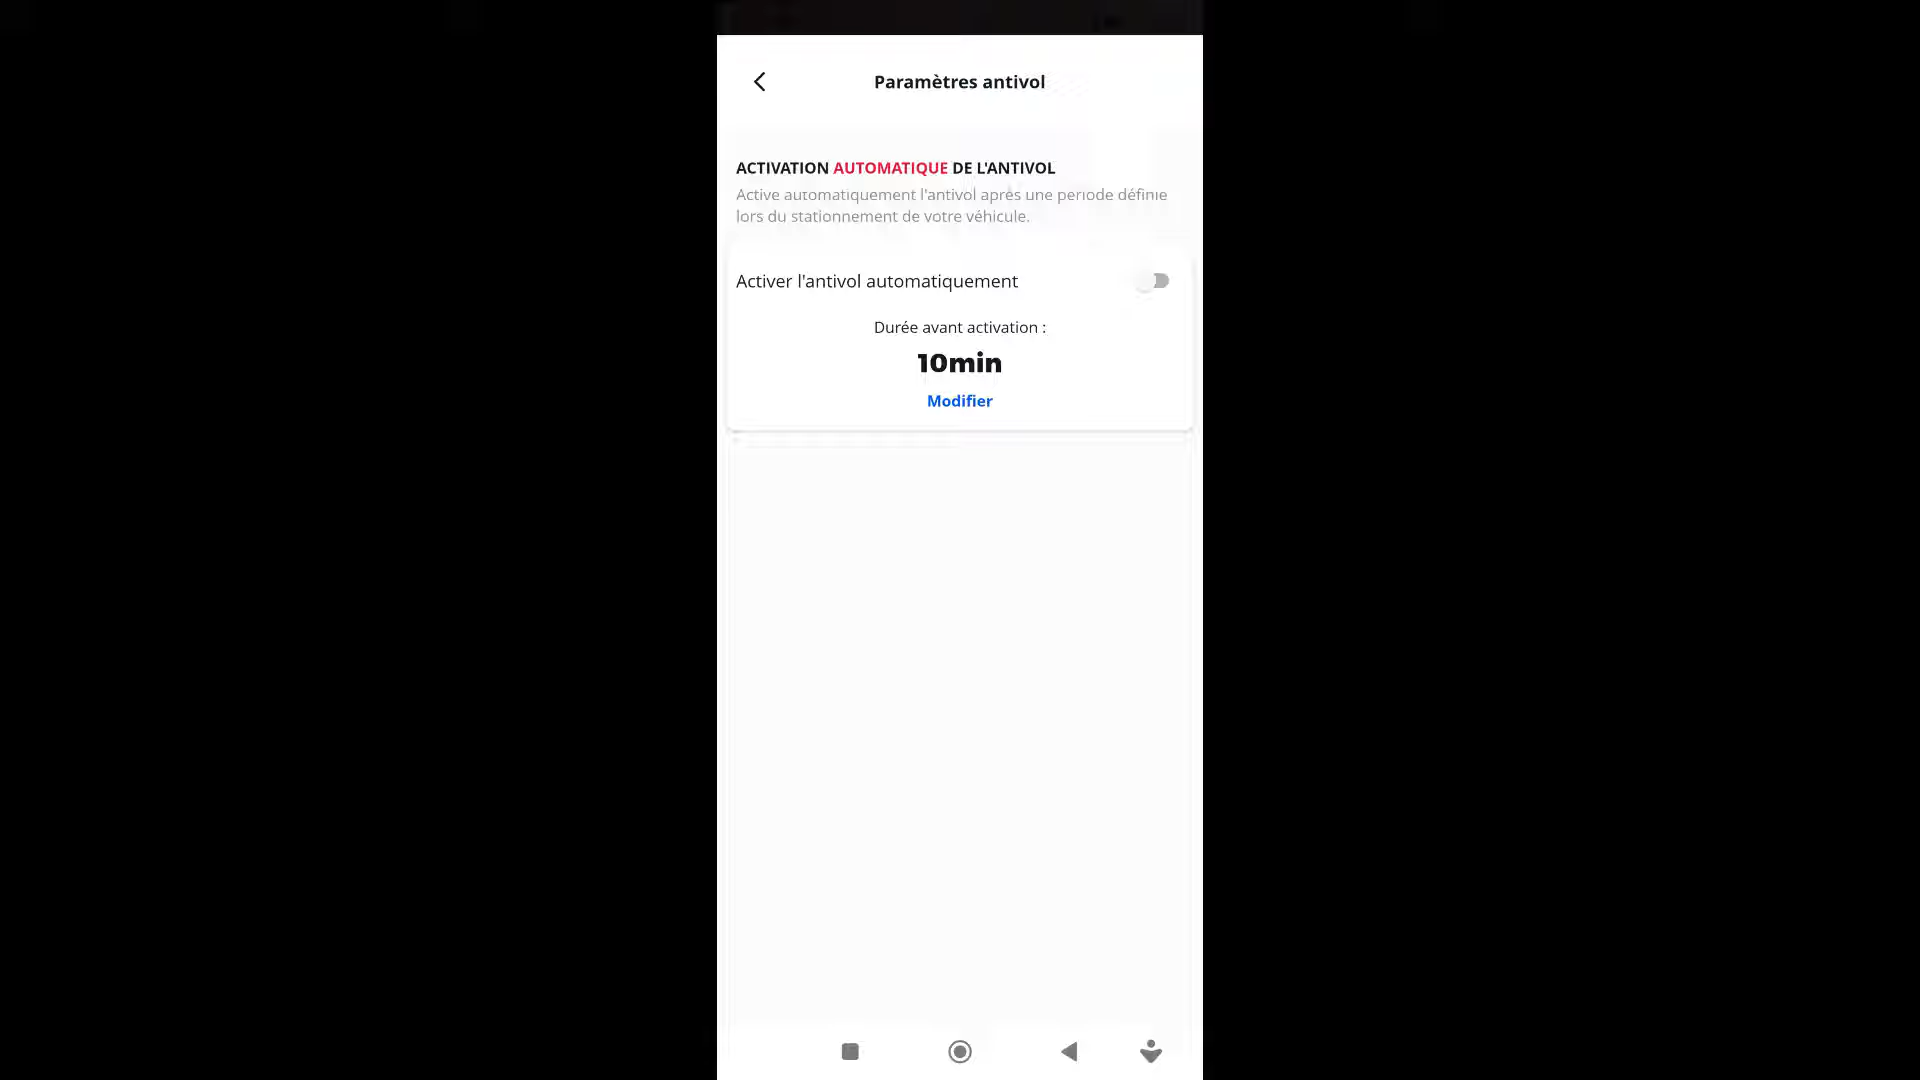 Paramètres antivol
ACTIVATION AUTOMATIQUE DE L'ANTIVOL
Active automatiquement l'antivol après une période définie
lors du stationnement de votre véhicule.
Activer l'antivol automatiquement
Durée avant activation :
10min
Modifier